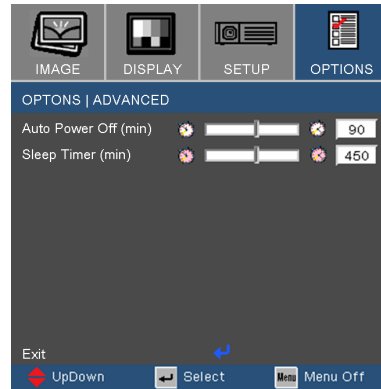 IMAGE DISPLAY SETUP OPTIONS
OPTONS | ADVANCED
Auto Power Off (min) 90
Sleep Timer (min) 450
Exit
UpDown Select Menu Menu Off